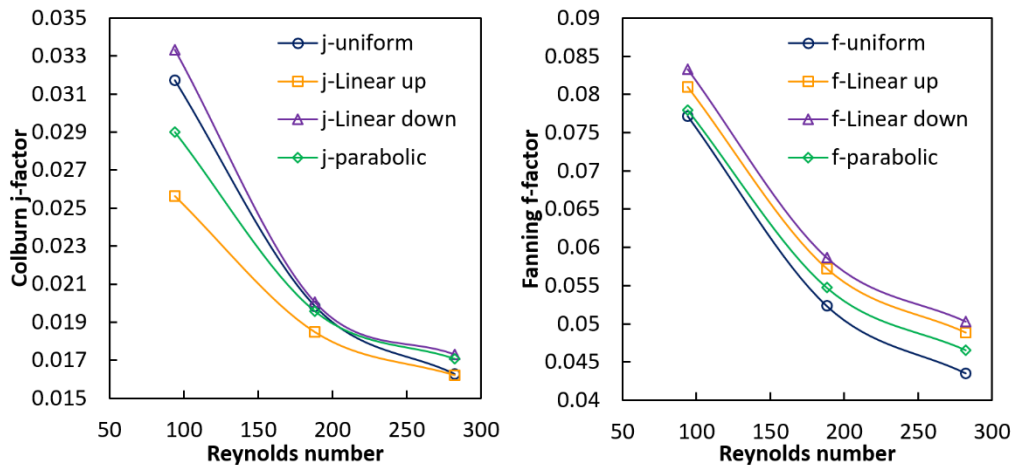 0.035
0.033
0.031
0.029
0.027
0.025
0.023
0.021
0.019
0.017
0.015
Colburn j-factor
j-uniform
j-Linear up
j-Linear down
j-parabolic
50 100 150 200 250 300
Reynolds number
0.09
0.085
0.08
0.075
0.07
0.065
0.06
0.055
0.05
0.045
0.04
Fanning f-factor
f-uniform
f-Linear up
f-Linear down
f-parabolic
50 100 150 200 250 300
Reynolds number